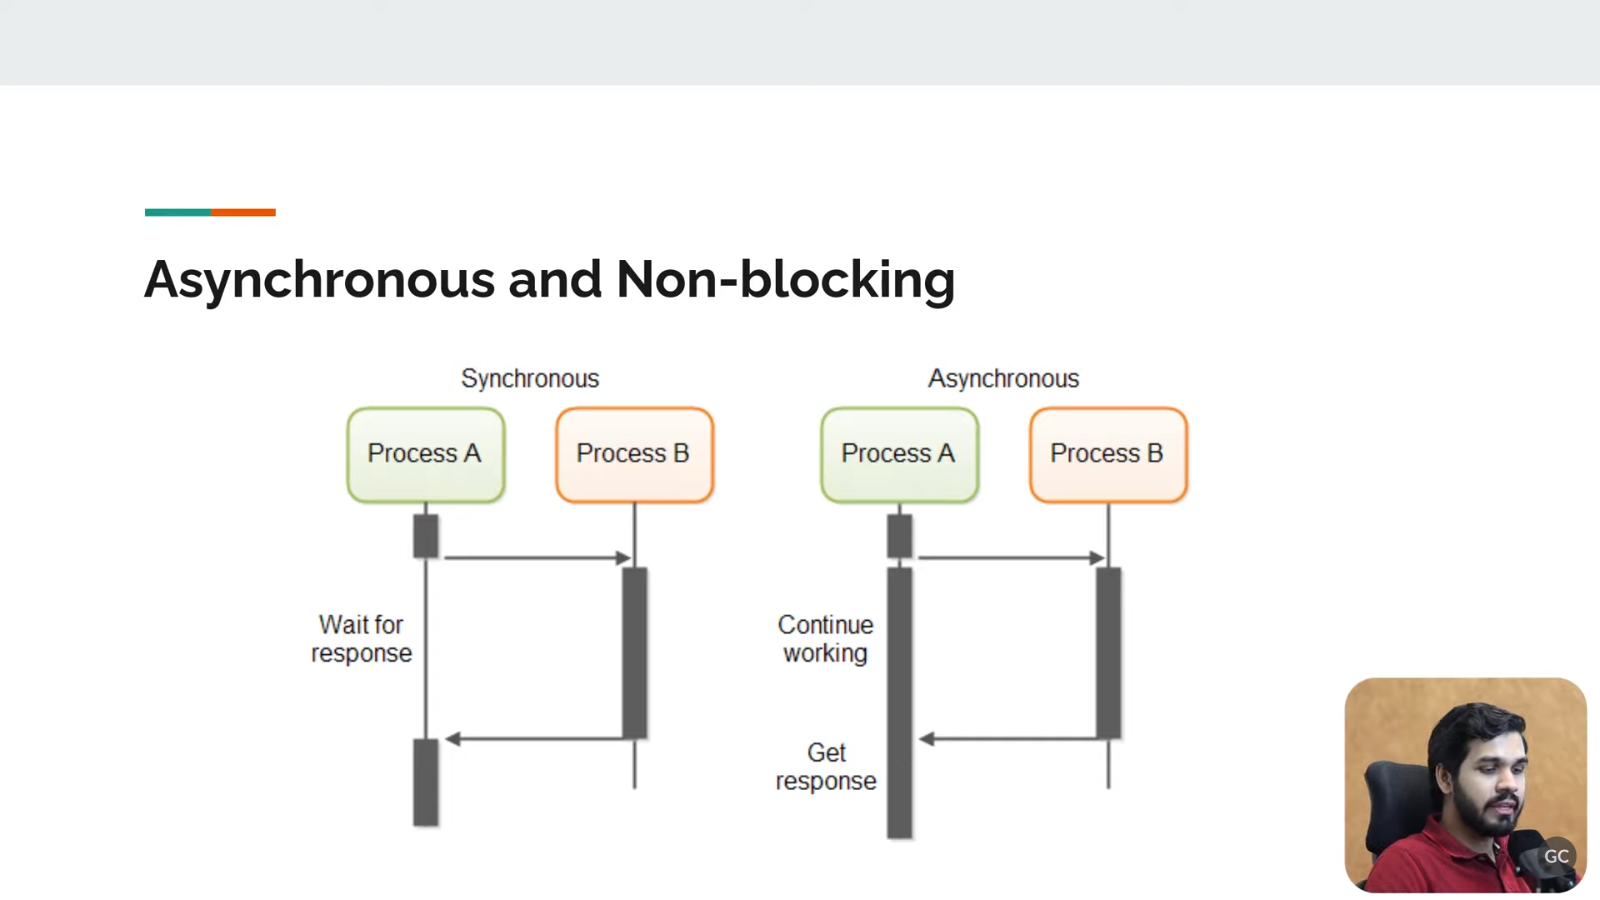 Asynchronous and Non-blocking
Synchronous
Process A
Process B
Wait for
response
Asynchronous
Process A
Process B
Continue
working
Get
response
GC